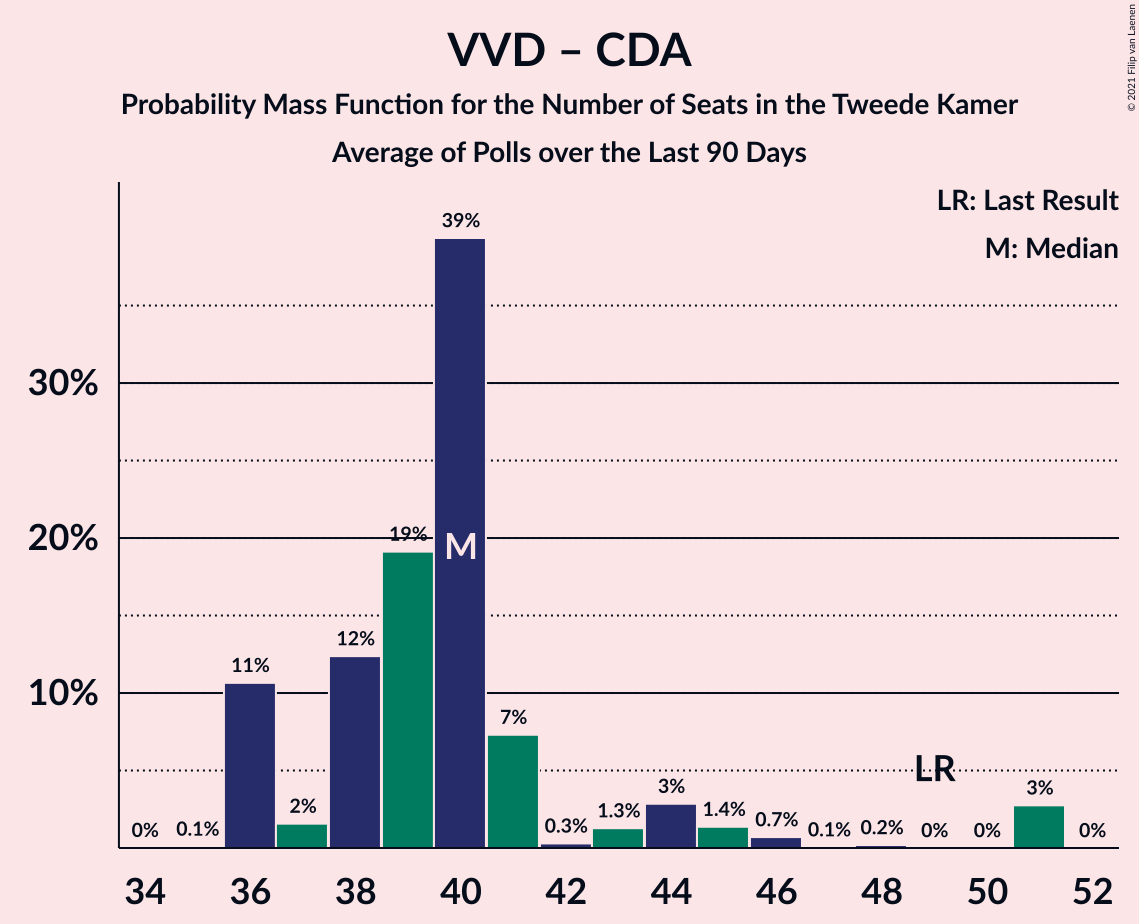 VVD – CDA
Probability Mass Function for the Number of Seats in the Tweede Kamer
Average of Polls over the Last 90 Days
© 2021 Filip van Laenen
LR: Last Result
M: Median
39%
30%
20%
19%
M
12%
11%
10%
7%
LR
3%
3%
2%
1.3%
1.4%
0.7%
0.3%
0.1%
0.2%
0%
0.1%
0%
0%
0%
34 36 38 40 42 44 46 48 50 52